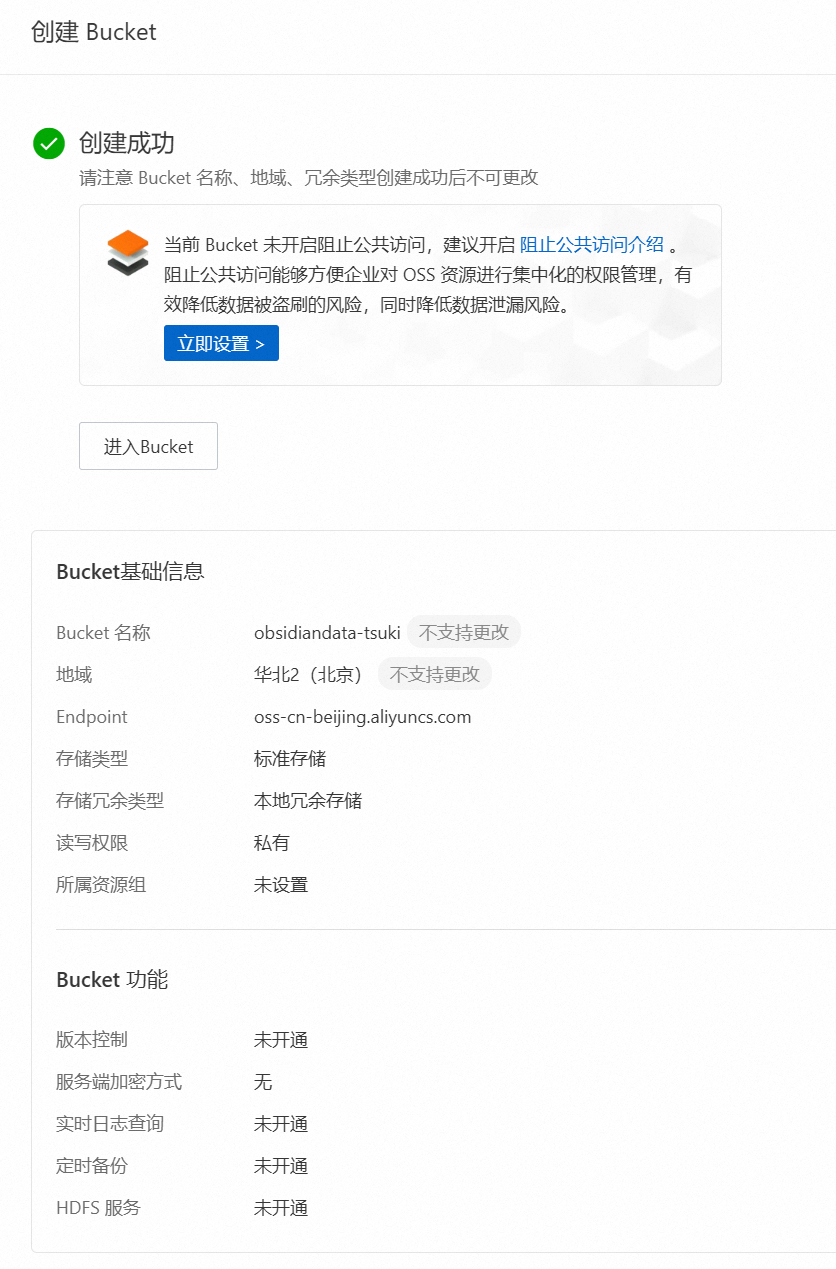 创建 Bucket
创建成功
请注意 Bucket 名称、地域、冗余类型创建成功后不可更改
当前 Bucket 未开启阻止公共访问，建议开启 阻止公共访问介绍 。
阻止公共访问能够方便企业对 OSS 资源进行集中化的权限管理，有
效降低数据被盗刷的风险，同时降低数据泄漏风险。
立即设置 >
进入Bucket
Bucket基础信息
Bucket 名称 obsidiandata-tsuki 不支持更改
地域 华北2（北京） 不支持更改
Endpoint oss-cn-beijing.aliyuncs.com
存储类型 标准存储
存储冗余类型 本地冗余存储
读写权限 私有
所属资源组 未设置
Bucket 功能
版本控制 未开通
服务端加密方式 无
实时日志查询 未开通
定时备份 未开通
HDFS 服务 未开通